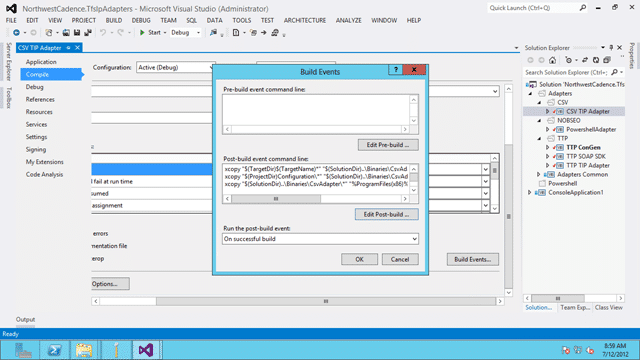 NorthwestCadence.TfsIpAdapters - Microsoft Visual Studio (Administrator)
Quick Launch (Ctrl+Q)
FILE EDIT VIEW PROJECT BUILD DEBUG TEAM SQL DATA TOOLS TEST ARCHITECTURE ANALYZE WINDOW HELP
Start Debug
Server Explorer
Toolbox
CSV TIP Adapter
Application
Compile
Debug
References
Resources
Services
Settings
Signing
My Extensions
Code Analysis
Configuration: Active (Debug)
d fail at run time
sumed
assignment
errors
mentation file
erop
Options...
Build Events...
Build Events
Pre-build event command line:
Edit Pre-build ...
Post-build event command line:
xcopy "$(TargetDir)$(TargetName)*" "$(SolutionDir)..\Binaries\CsvAd
xcopy "$(ProjectDir)Configuration\*" "$(SolutionDir)..\Binaries\CsvAd
xcopy "$(SolutionDir)..\Binaries\CsvAdapter\*" "%ProgramFiles(x86)%
Edit Post-build ...
Run the post-build event:
On successful build
OK
Cancel
Solution Explorer
Search Solution Explorer (Ctrl+;)
Solution 'NorthwestCadence.Tfs
Adapters
CSV
CSV TIP Adapter
NOBSEO
PowershellAdapter
TTP
TTP ConGen
TTP SOAP SDK
TTP TIP Adapter
Adapters Common
Powershell
ConsoleApplication1
Solution...
Team Exp...
Class View
Properties
Output
Ready
8:59 AM
7/12/2012